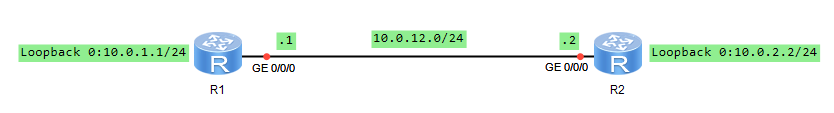 Loopback 0:10.0.1.1/24
.1
10.0.12.0/24
.2
Loopback 0:10.0.2.2/24
R
R
GE 0/0/0
GE 0/0/0
R1
R2